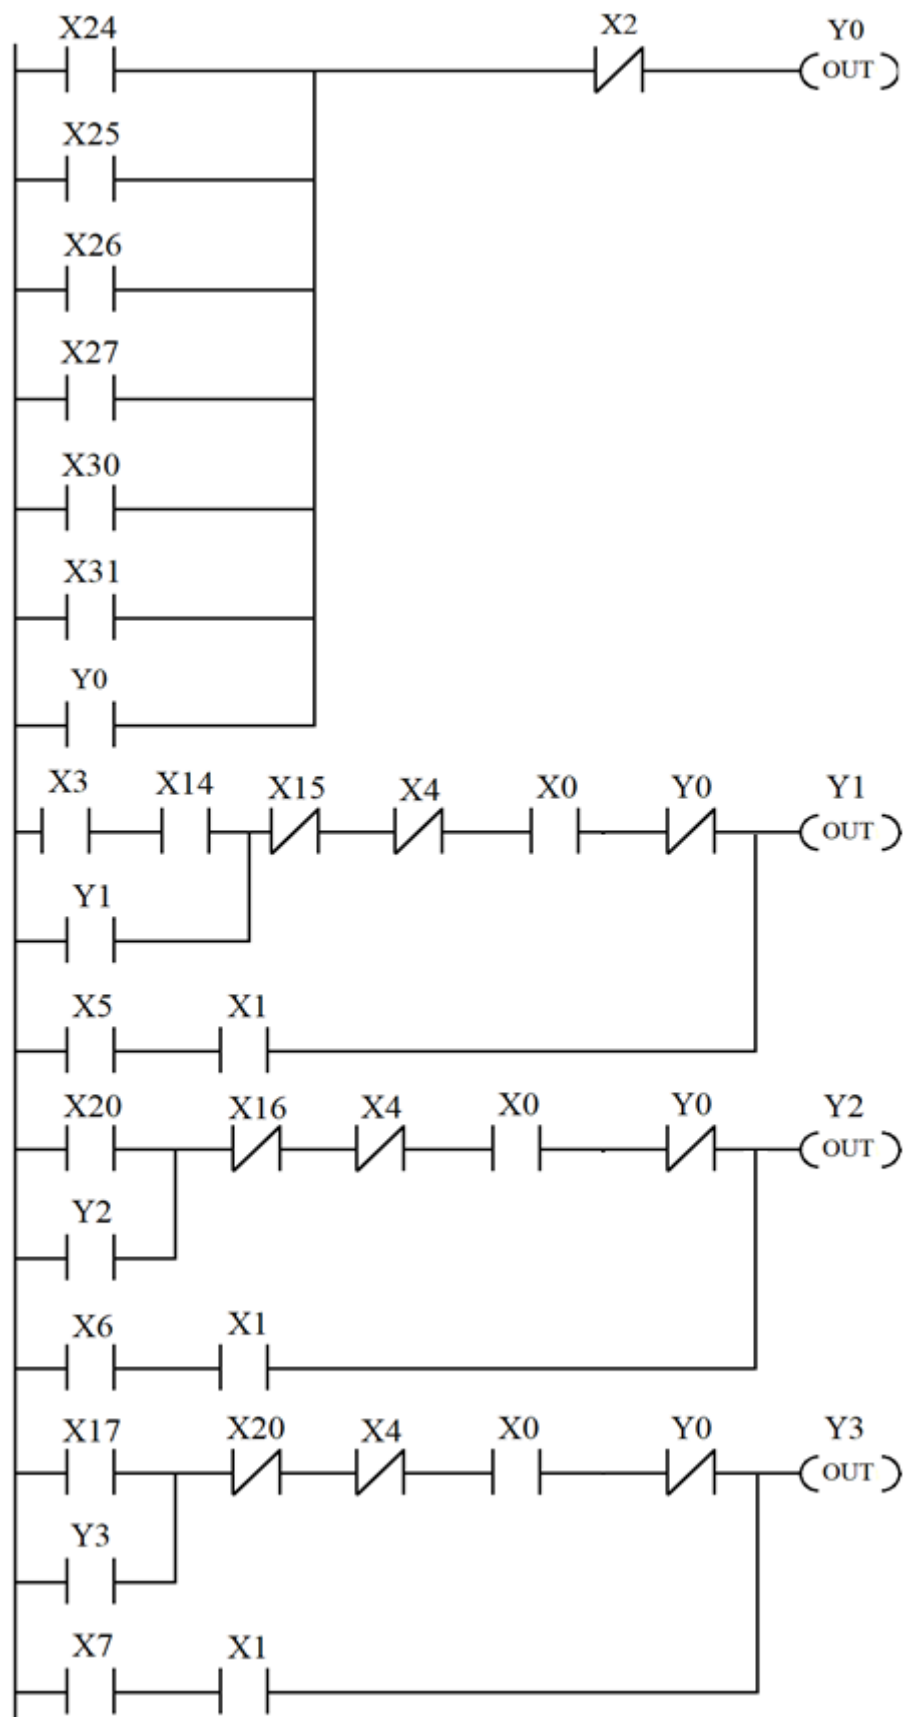 X24 X2 Y0
OUT
X25
X26
X27
X30
X31
Y0
X3 X14 X15 X4 X0 Y0 Y1
OUT
Y1
X5 X1
X20 X16 X4 X0 Y0 Y2
OUT
Y2
X6 X1
X17 X20 X4 X0 Y0 Y3
OUT
Y3
X7 X1